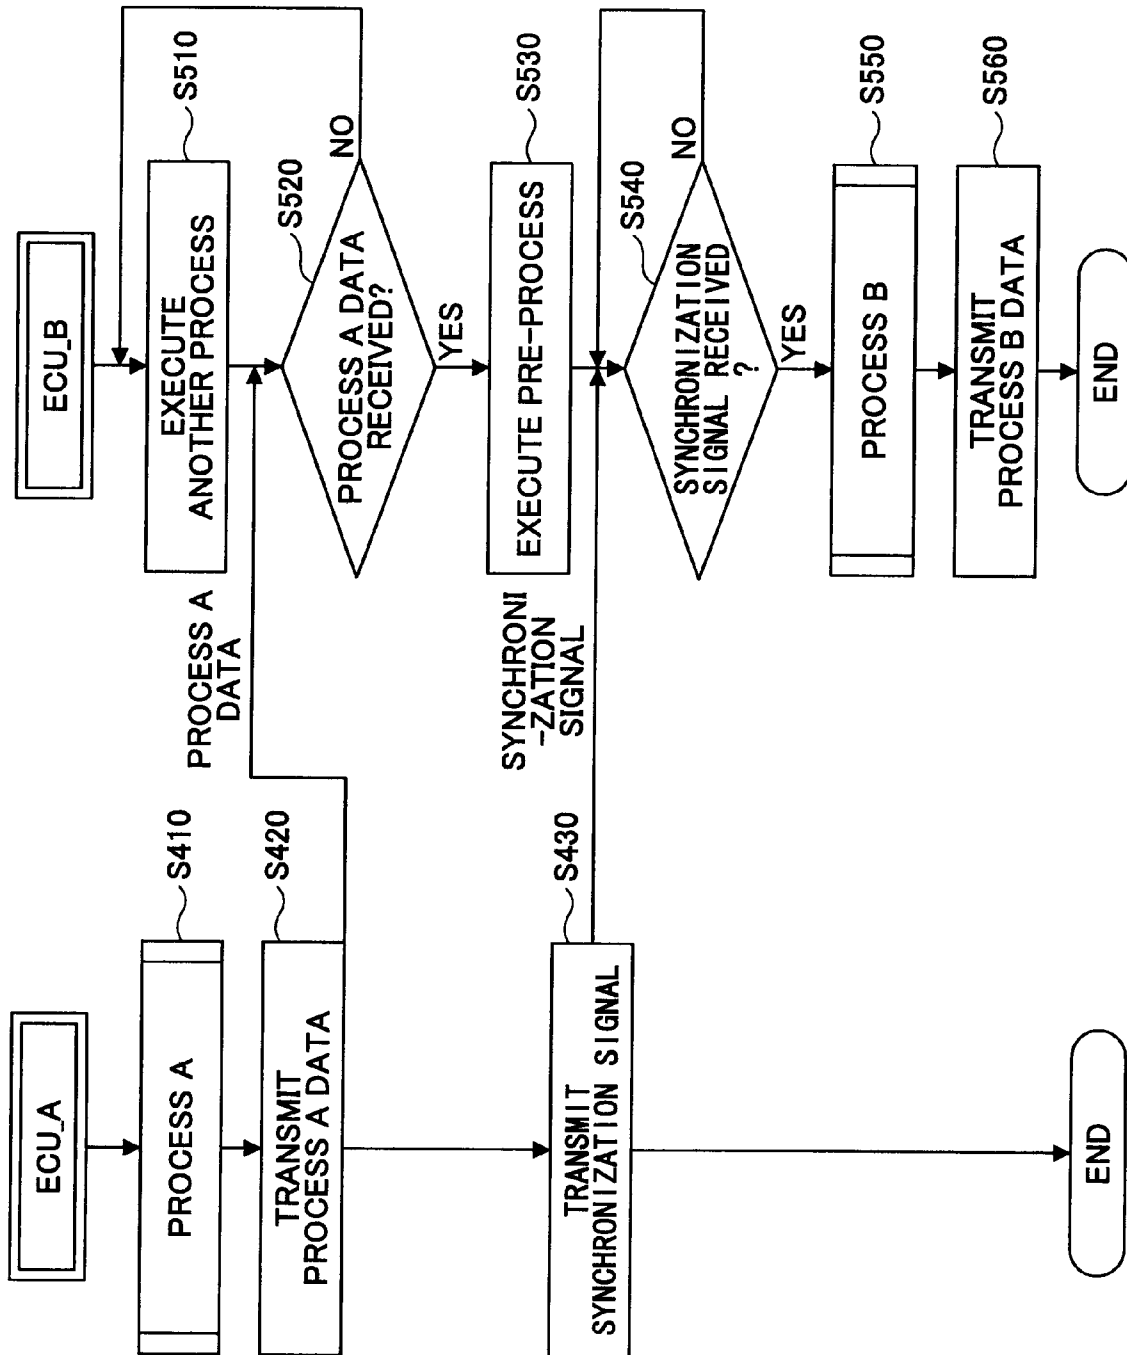 ECU_A
PROCESS A
S410
TRANSMIT
PROCESS A DATA
S420
TRANSMIT
SYNCHRONIZATION SIGNAL
S430
END
PROCESS A
DATA
SYNCHRONI
-ZATION
SIGNAL
ECU_B
EXECUTE
ANOTHER PROCESS
S510
PROCESS A DATA
RECEIVED?
S520
NO
YES
EXECUTE PRE-PROCESS
S530
SYNCHRONIZATION
SIGNAL RECEIVED
?
S540
NO
YES
PROCESS B
S550
TRANSMIT
PROCESS B DATA
S560
END